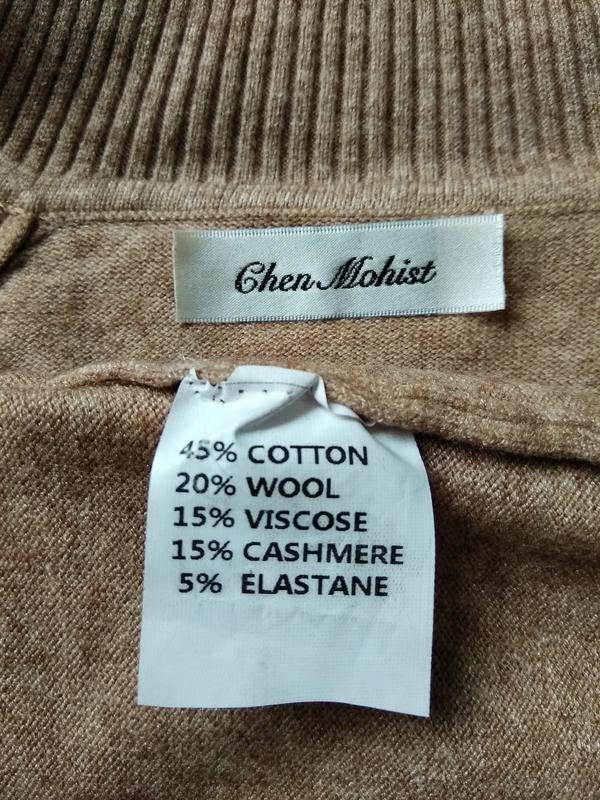 Chen Mohist
45% COTTON
20% WOOL
15% VISCOSE
15% CASHMERE
5% ELASTANE